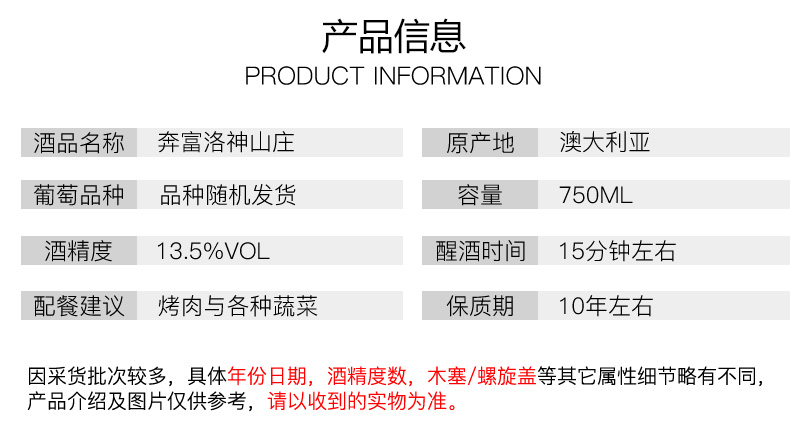 产品信息
PRODUCT INFORMATION
酒品名称 奔富洛神山庄 原产地 澳大利亚
葡萄品种 品种随机发货 容量 750ML
酒精度 13.5%VOL 醒酒时间 15分钟左右
配餐建议 烤肉与各种蔬菜 保质期 10年左右
因采货批次较多，具体年份日期，酒精度数，木塞/螺旋盖等其它属性细节略有不同，
产品介绍及图片仅供参考，请以收到的实物为准。